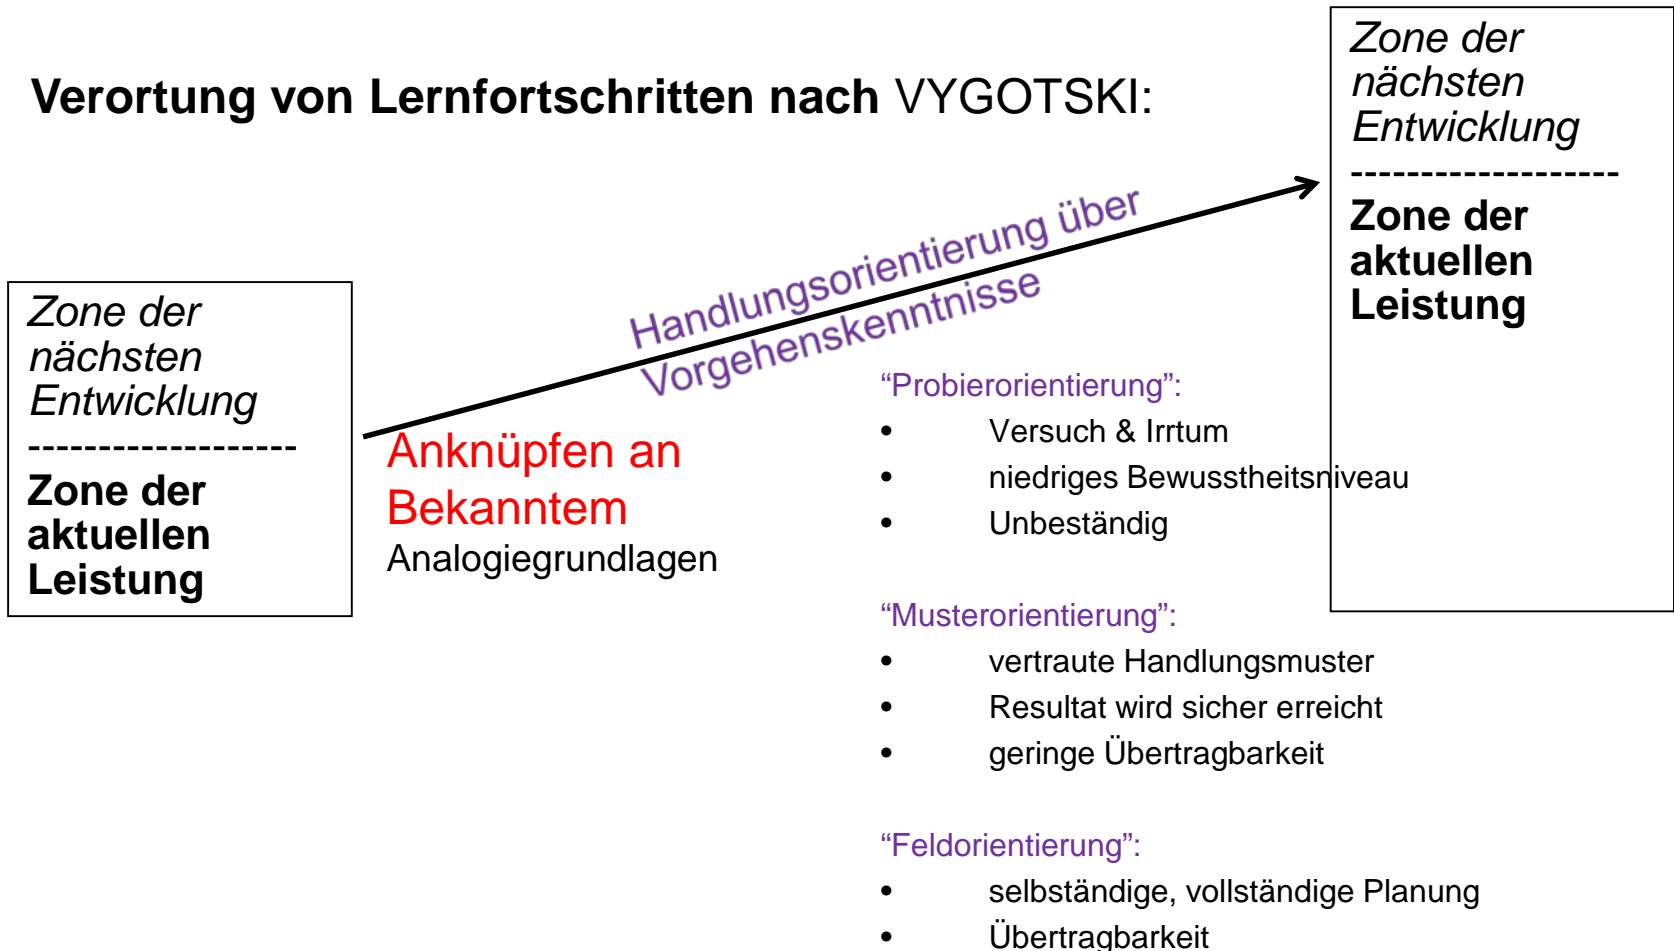 Verortung von Lernfortschritten nach VYGOTSKI:
Zone der
nächsten
Entwicklung
-------------------
Zone der
aktuellen
Leistung
Handlungsorientierung über
Vorgehenskenntnisse
Zone der
nächsten
Entwicklung
-------------------
Zone der
aktuellen
Leistung
Anknüpfen an
Bekanntem
Analogiegrundlagen
“Probierorientierung”:
• Versuch & Irrtum
• niedriges Bewusstheitsniveau
• Unbeständig
“Musterorientierung”:
• vertraute Handlungsmuster
• Resultat wird sicher erreicht
• geringe Übertragbarkeit
“Feldorientierung”:
• selbständige, vollständige Planung
• Übertragbarkeit